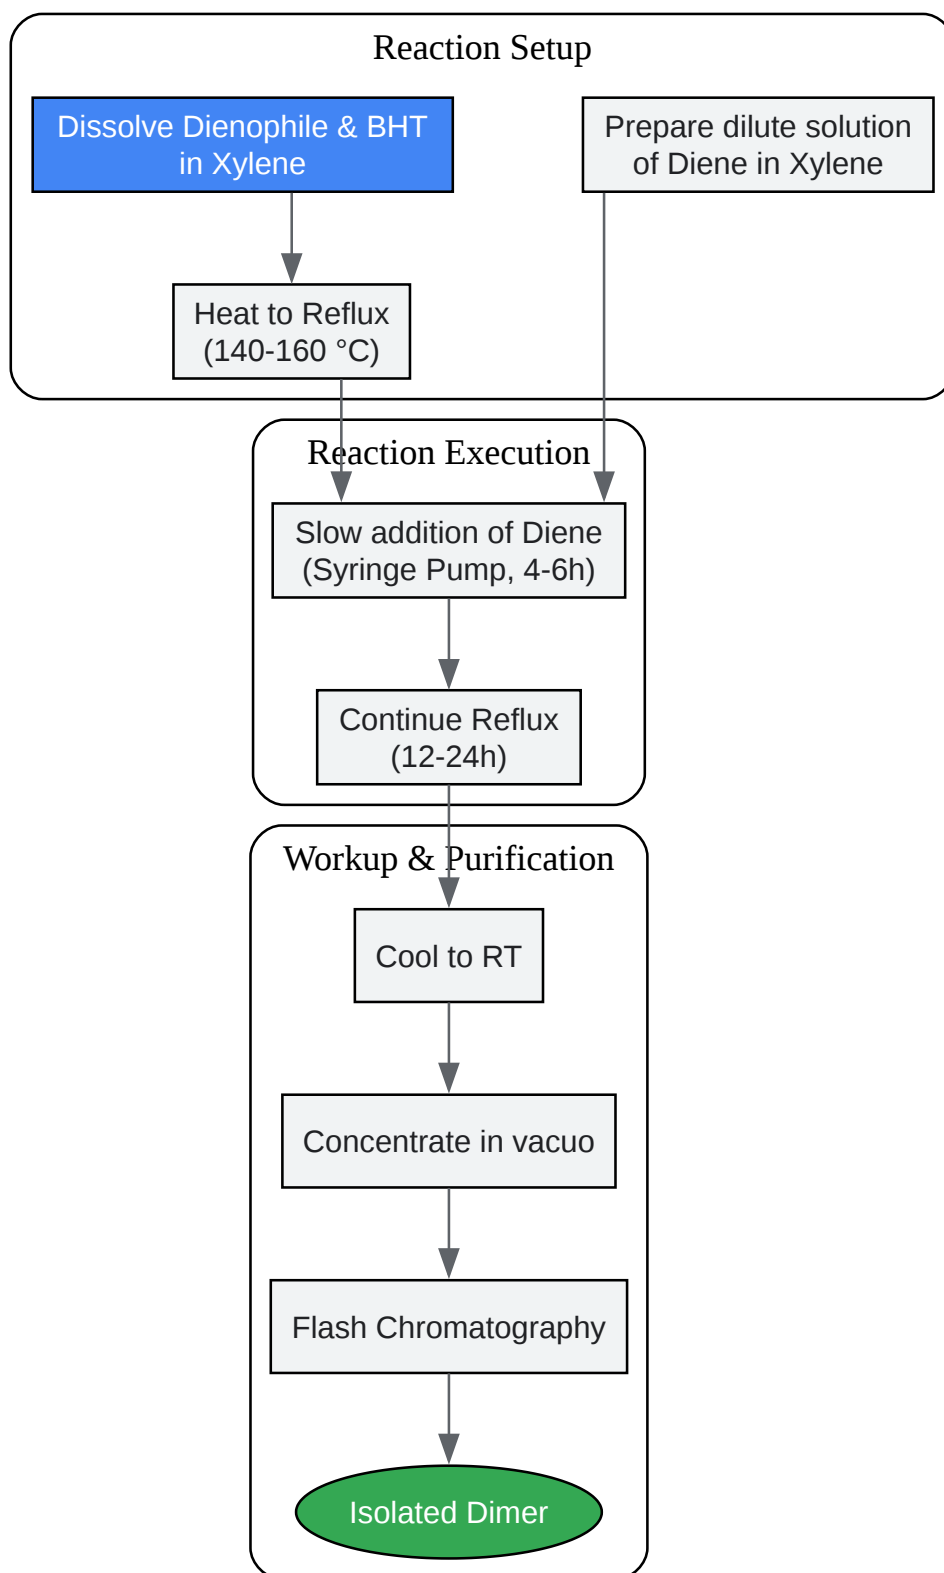 Reaction Setup
Dissolve Dienophile & BHT
in Xylene
Prepare dilute solution
of Diene in Xylene
Heat to Reflux
(140-160 °C)
Reaction Execution
Slow addition of Diene
(Syringe Pump, 4-6h)
Continue Reflux
(12-24h)
Workup & Purification
Cool to RT
Concentrate in vacuo
Flash Chromatography
Isolated Dimer